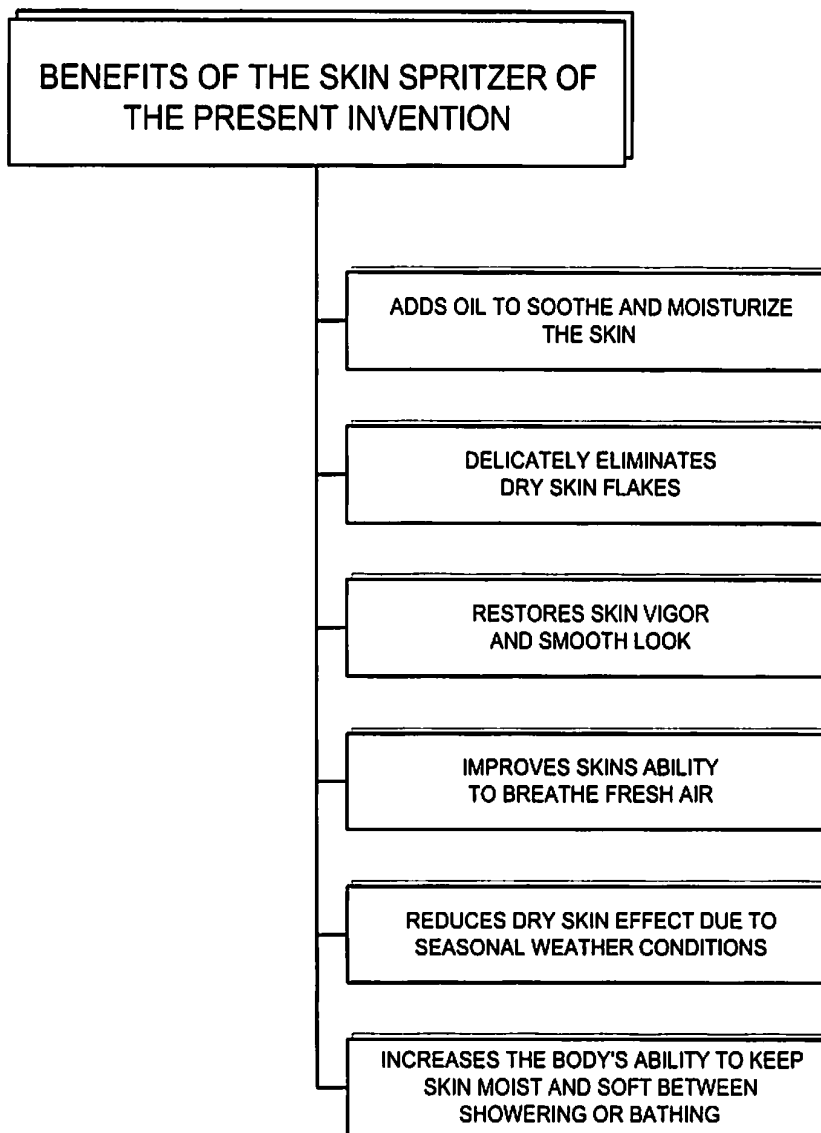 BENEFITS OF THE SKIN SPRITZER OF
THE PRESENT INVENTION
ADDS OIL TO SOOTHE AND MOISTURIZE
THE SKIN
DELICATELY ELIMINATES
DRY SKIN FLAKES
RESTORES SKIN VIGOR
AND SMOOTH LOOK
IMPROVES SKINS ABILITY
TO BREATHE FRESH AIR
REDUCES DRY SKIN EFFECT DUE TO
SEASONAL WEATHER CONDITIONS
INCREASES THE BODY'S ABILITY TO KEEP
SKIN MOIST AND SOFT BETWEEN
SHOWERING OR BATHING